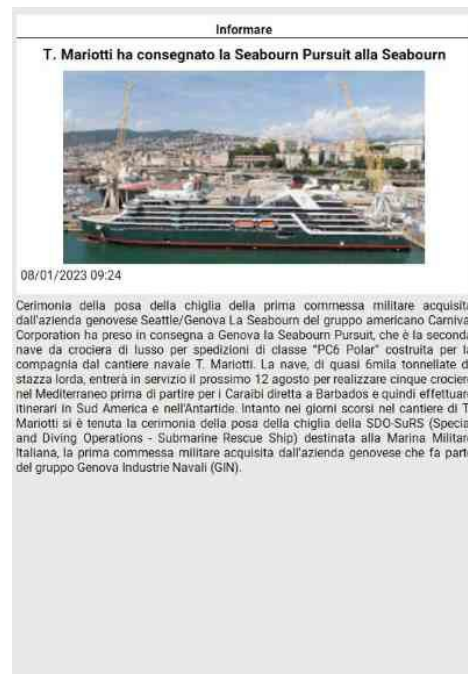 Informare
T. Mariotti ha consegnato la Seabourn Pursuit alla Seabourn
08/01/2023 09:24
Cerimonia della posa della chiglia della prima commessa militare acquisita
dall'azienda genovese Seattle/Genova La Seabourn del gruppo americano Carniva
Corporation ha preso in consegna a Genova la Seabourn Pursuit, che è la seconda
nave da crociera di lusso per spedizioni di classe "PC6 Polar" costruita per la
compagnia dal cantiere navale T. Mariotti. La nave, di quasi 6mila tonnellate d
stazza lorda, entrerà in servizio il prossimo 12 agosto per realizzare cinque crocier
nel Mediterraneo prima di partire per i Caraibi diretta a Barbados e quindi effettuare
itinerari in Sud America e nell'Antartide. Intanto nei giorni scorsi nel cantiere di T
Mariotti si è tenuta la cerimonia della posa della chiglia della SDO-SuRS (Specia
and Diving Operations - Submarine Rescue Ship) destinata alla Marina Militare
Italiana, la prima commessa militare acquisita dall'azienda genovese che fa parte
del gruppo Genova Industrie Navali (GIN).